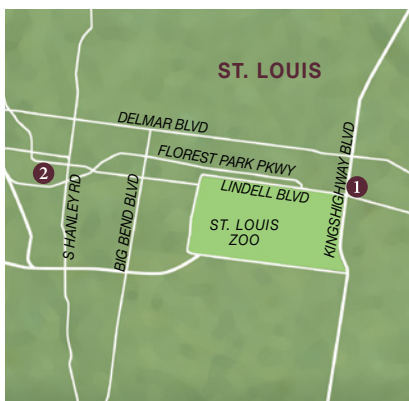 ST. LOUIS
DELMAR BLVD
FLOREST PARK PKWY
LINDELL BLVD
KINGSHIGHWAY BLVD
1
2
S HANLEY RD
BIG BEND BLVD
ST. LOUIS
ZOO